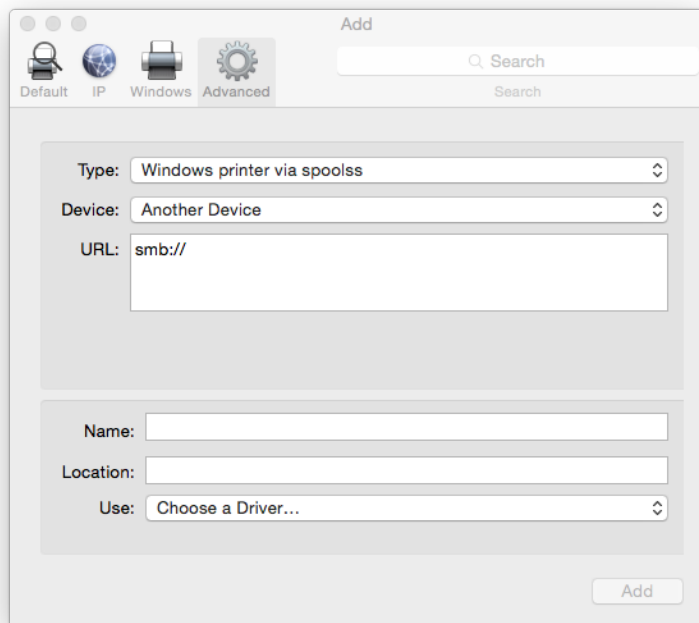 Add
Search
Default IP Windows Advanced Search
Type: Windows printer via spoolss
Device: Another Device
URL: smb://
Name:
Location:
Use: Choose a Driver...
Add